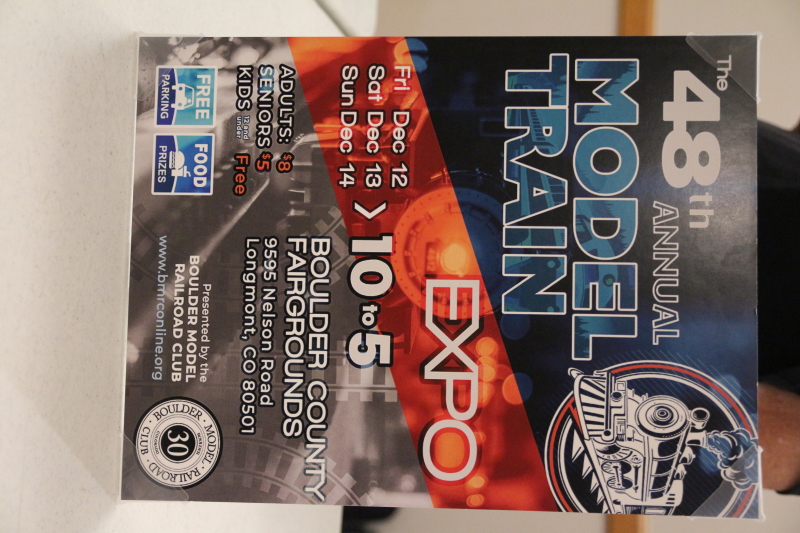 The
48th ANNUAL
MODEL
TRAIN
EXPO
Fri Dec 12
Sat Dec 13 > 10 to 5
Sun Dec 14
ADULTS: $8
SENIORS $5
KIDS 12 and under Free
BOULDER COUNTY
FAIRGROUNDS
9595 Nelson Road
Longmont, CO 80501
FREE
PARKING
FOOD
PRIZES
Presented by the
BOULDER MODEL
RAILROAD CLUB
www.bmrconline.org
BOULDER · MODEL · RAILROAD · CLUB ·
30